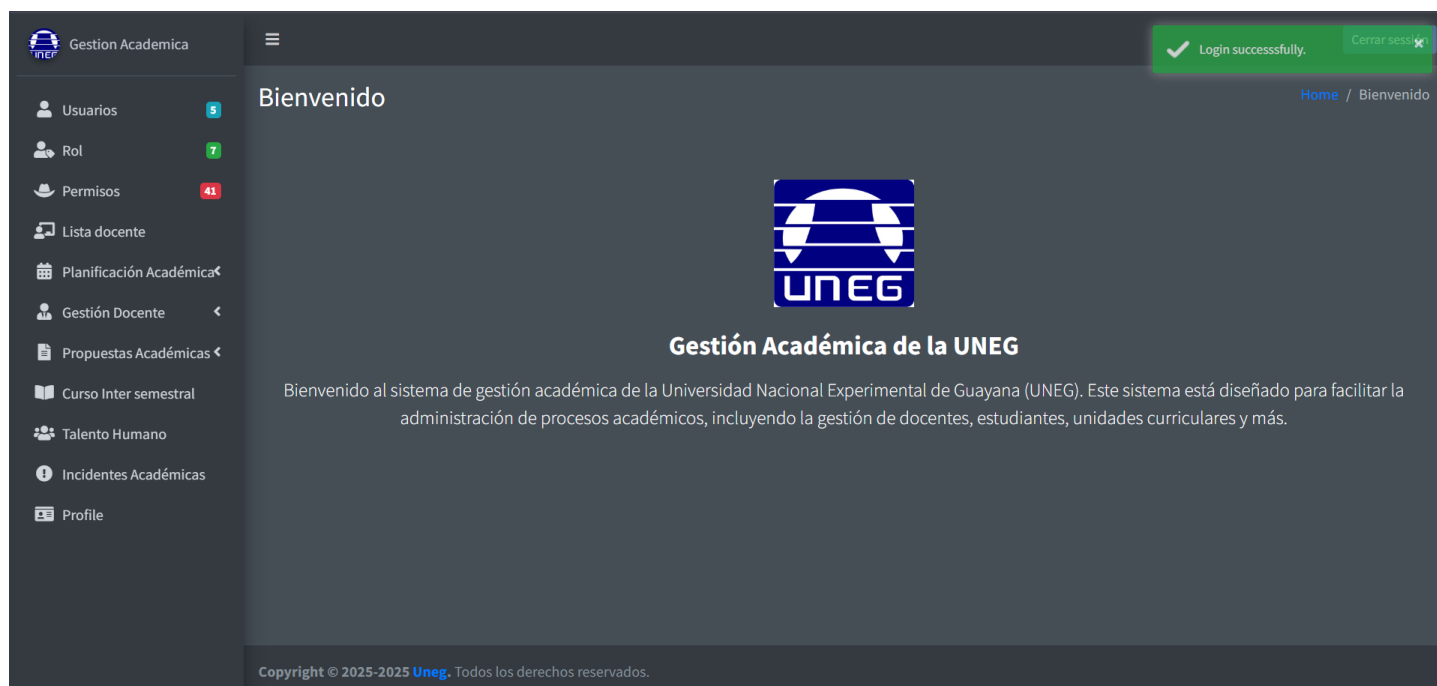 UNEG
Gestion Academica
Cerrar sessión
Login successsfully.
Usuarios 5
Rol 7
Permisos 41
Lista docente
Planificación Académica
Gestión Docente
Propuestas Académicas
Curso Inter semestral
Talento Humano
Incidentes Académicas
Profile
Bienvenido
Home / Bienvenido
UNEG
Gestión Académica de la UNEG
Bienvenido al sistema de gestión académica de la Universidad Nacional Experimental de Guayana (UNEG). Este sistema está diseñado para facilitar la
administración de procesos académicos, incluyendo la gestión de docentes, estudiantes, unidades curriculares y más.
Copyright © 2025-2025 Uneg. Todos los derechos reservados.